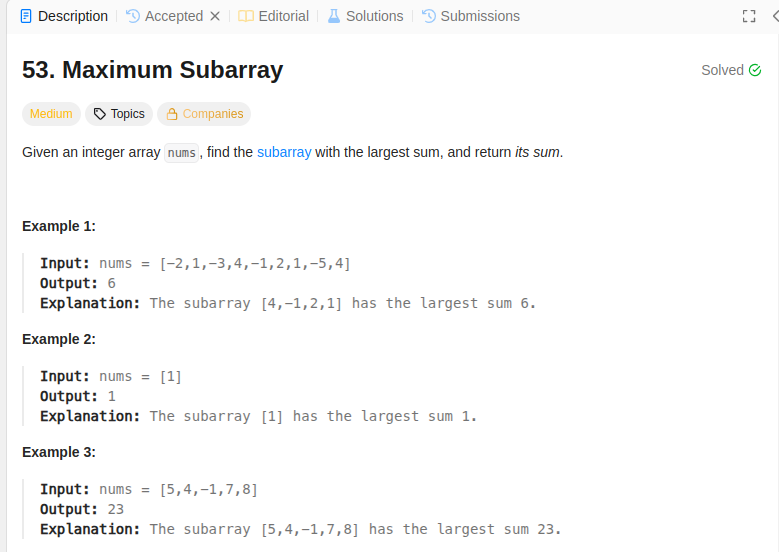 Description Accepted Editorial Solutions Submissions
53. Maximum Subarray Solved
Medium Topics Companies
Given an integer array nums, find the subarray with the largest sum, and return its sum.
Example 1:
Input: nums = [-2,1,-3,4,-1,2,1,-5,4]
Output: 6
Explanation: The subarray [4,-1,2,1] has the largest sum 6.
Example 2:
Input: nums = [1]
Output: 1
Explanation: The subarray [1] has the largest sum 1.
Example 3:
Input: nums = [5,4,-1,7,8]
Output: 23
Explanation: The subarray [5,4,-1,7,8] has the largest sum 23.